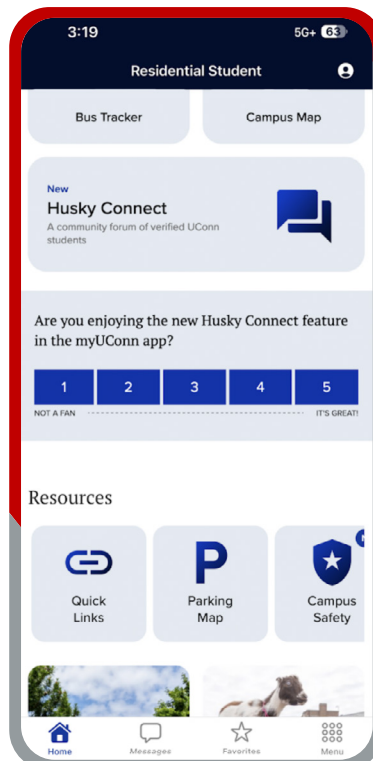 3:19
5G+ 63
Residential Student
Bus Tracker
Campus Map
New
Husky Connect
A community forum of verified UConn
students
Are you enjoying the new Husky Connect feature
in the myUConn app?
1 2 3 4 5
NOT A FAN IT'S GREAT!
Resources
P
Quick
Links
Parking
Map
Campus
Safety
Home
Messages
Favorites
Menu